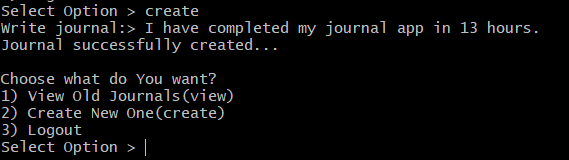 Select Option > create
Write journal:> I have completed my journal app in 13 hours.
Journal successfully created...
Choose what do You want?
1) View Old Journals(view)
2) Create New One(create)
3) Logout
Select Option >